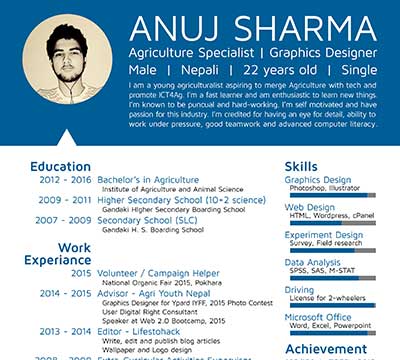 ANUJ SHARMA
Agriculture Specialist | Graphics Designer
Male | Nepali | 22 years old | Single
I am a young agriculturalist aspiring to merge Agriculture with tech and
promote ICT4Ag. I'm a fast learner and am enthusiastic to learn new things.
I'm known to be puncual and hard-working. I'm self motivated and have
passion for this industry. I'm credited for having an eye for detail, ability to
work under pressure, good teamwork and advanced computer literacy.
Education
2012 - 2016 Bachelor's in Agriculture
Institute of Agriculture and Animal Science
2009 - 2011 Higher Secondary School (10+2 science)
Gandaki Higher Secondary Boarding School
2007 - 2009 Secondary School (SLC)
Gandaki H. S. Boarding School
Work
Experiance
2015 Volunteer / Campaign Helper
National Organic Fair 2015, Pokhara
2014 - 2015 Advisor - Agri Youth Nepal
Graphics Designer for Ypard IYFF, 2015 Photo Contest
User Digital Right Consultant
Speaker at Web 2.0 Bootcamp, 2015
2013 - 2014 Editor - Lifestohack
Write, edit and publish blog articles
Wallpaper and Logo design
Skills
Graphics Design
Photoshop, Illustrator
Web Design
HTML, Wordpress, cPanel
Experiment Design
Survey, Field research
Data Analysis
SPSS, SAS, M-STAT
Driving
License for 2-wheelers
Microsoft Office
Word, Excel, Powerpoint
Achievement